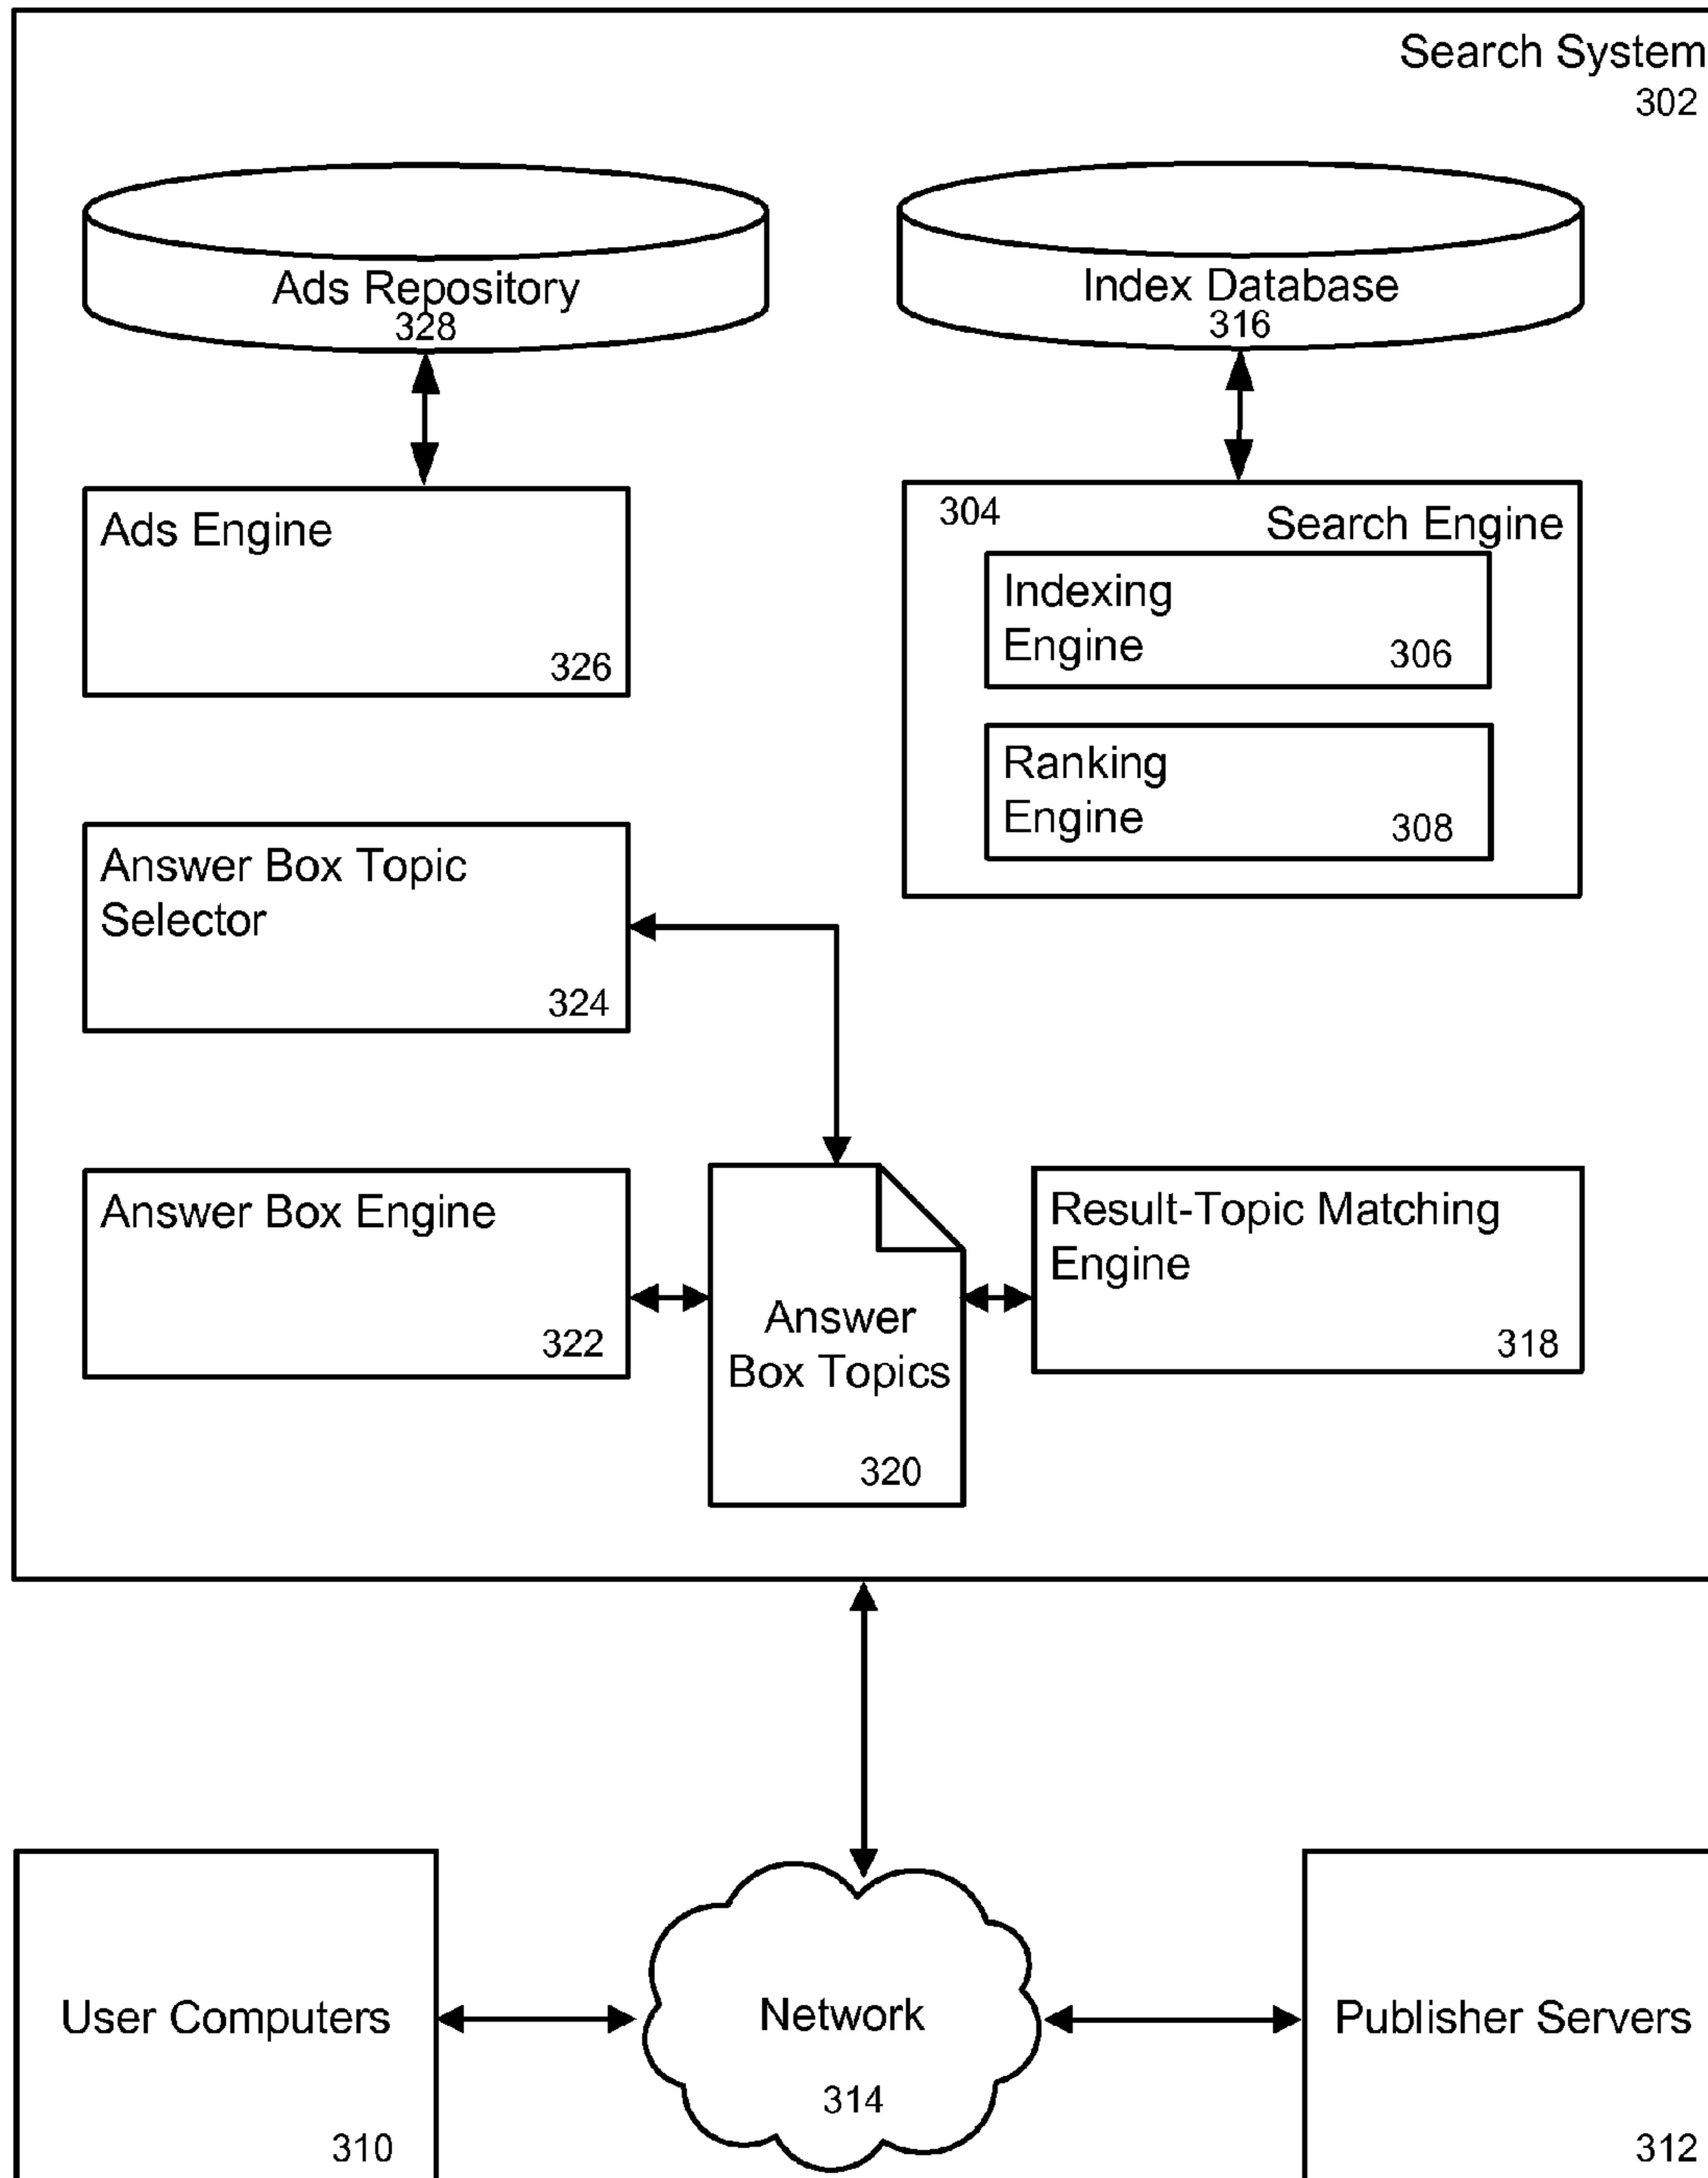 Search System
302
Ads Repository
328
Index Database
316
Ads Engine
326
304
Search Engine
Indexing
Engine
306
Ranking
Engine
308
Answer Box Topic
Selector
324
Answer Box Engine
322
Answer
Box Topics
320
Result-Topic Matching
Engine
318
User Computers
310
Network
314
Publisher Servers
312